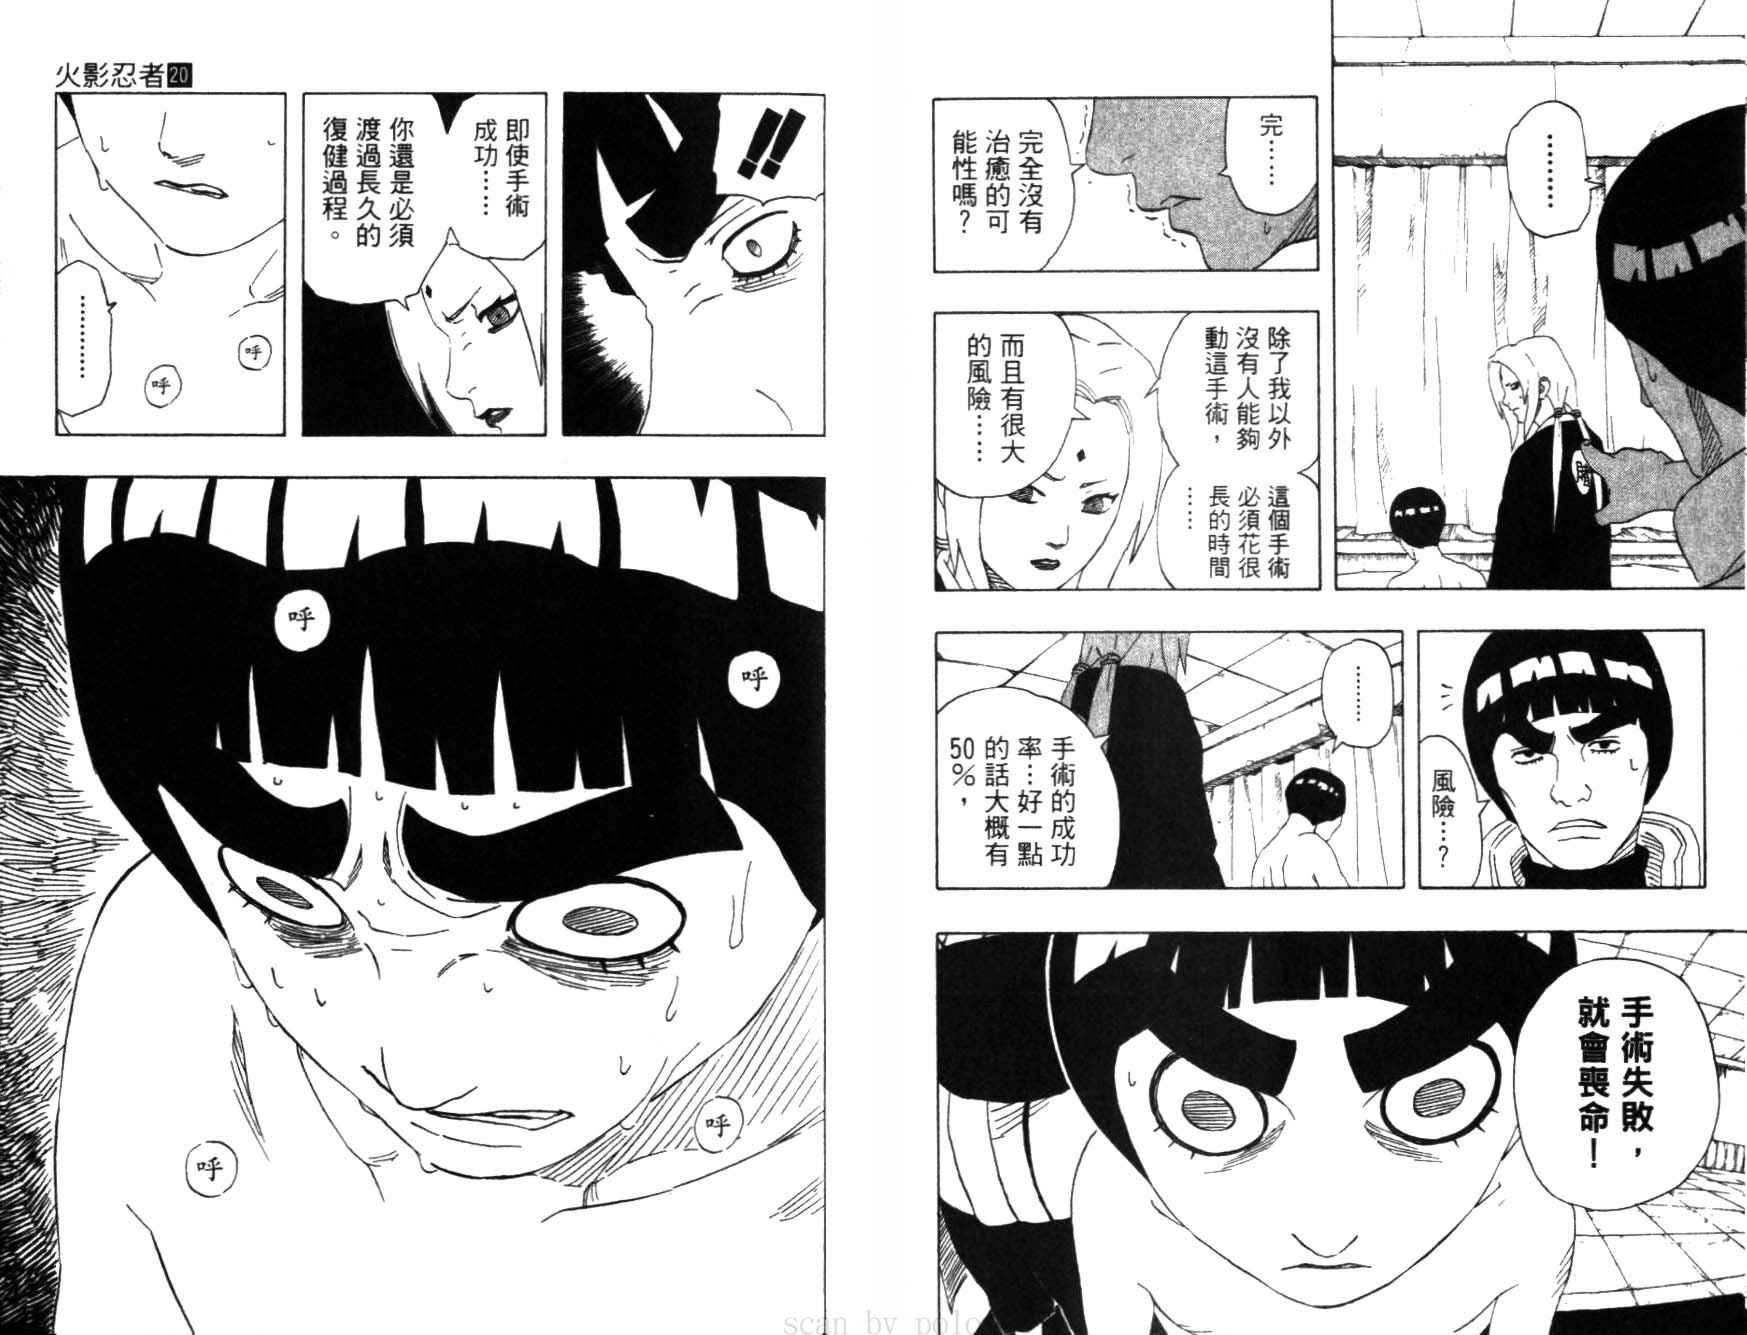 ………
完……
完全沒有
治癒的可
能性嗎？
除了我以外
沒有人能夠
動這手術，
這個手術
必須花很
長的時間
……
而且有很大
的風險……
風險…？
………
手術的成功
率…好一點
的話大概有
50％，
手術失敗，
就會喪命！
賭
火影忍者20
!!
即使手術
成功……
你還是必須
渡過長久的
復健過程。
呼
呼
………
呼
呼
呼
呼
scan by polo